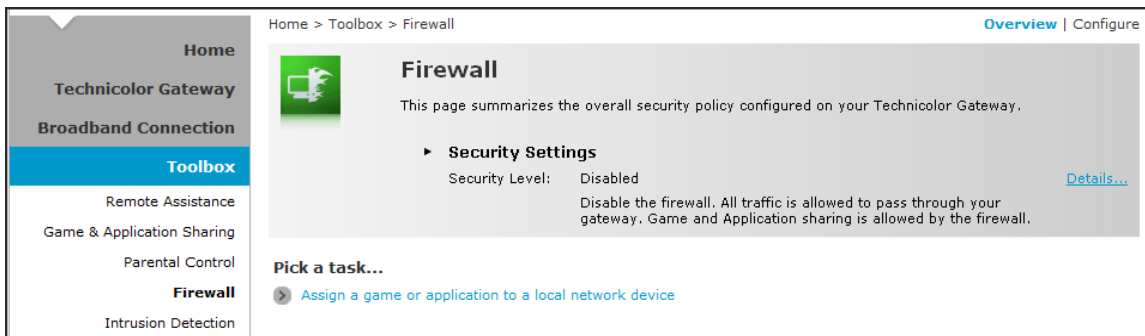 Home > Toolbox > Firewall
Overview | Configure
Home
Technicolor Gateway
Broadband Connection
Toolbox
Remote Assistance
Game & Application Sharing
Parental Control
Firewall
Intrusion Detection
Firewall
This page summarizes the overall security policy configured on your Technicolor Gateway.
Security Settings
Security Level: Disabled
Details...
Disable the firewall. All traffic is allowed to pass through your
gateway. Game and Application sharing is allowed by the firewall.
Pick a task...
Assign a game or application to a local network device